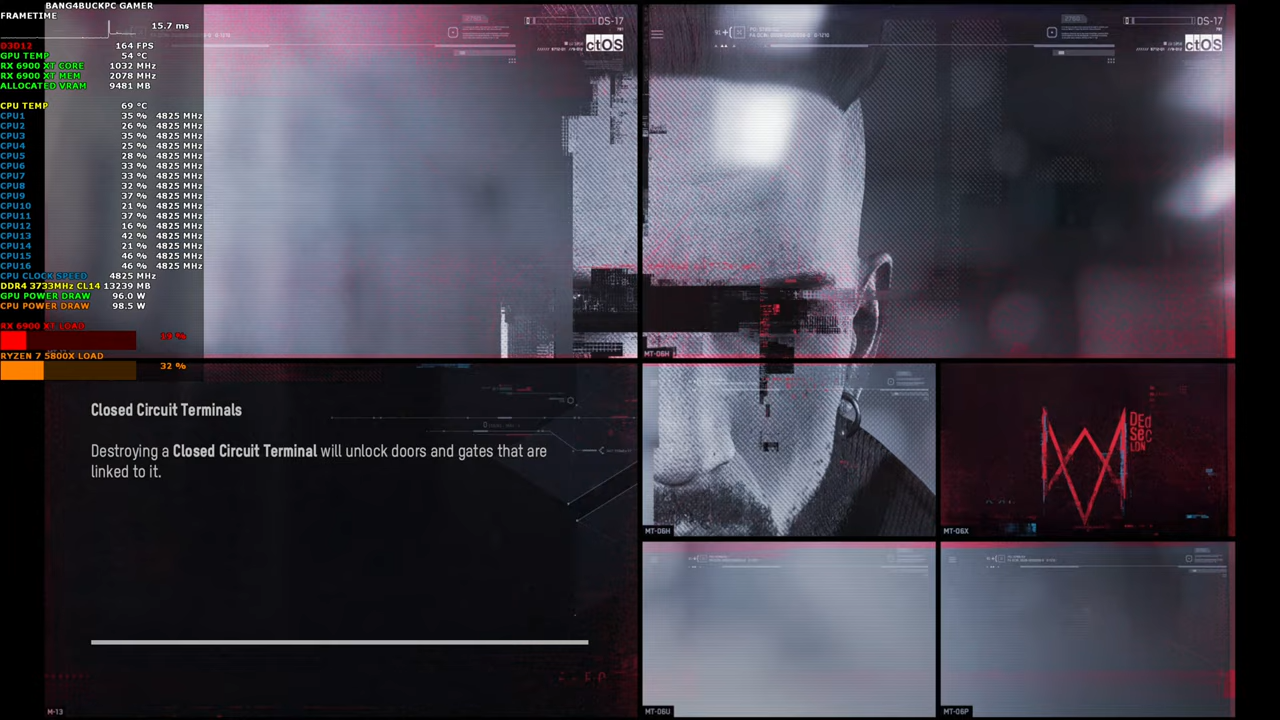 BANG4BUCKPC GAMER
FRAMETIME
15.7 ms
D3D12 164 FPS
GPU TEMP 54 °C
RX 6900 XT CORE 1032 MHz
RX 6900 XT MEM 2078 MHz
ALLOCATED VRAM 9481 MB
CPU TEMP 69 °C
CPU1 35 % 4825 MHz
CPU2 26 % 4825 MHz
CPU3 35 % 4825 MHz
CPU4 25 % 4825 MHz
CPU5 28 % 4825 MHz
CPU6 33 % 4825 MHz
CPU7 33 % 4825 MHz
CPU8 32 % 4825 MHz
CPU9 37 % 4825 MHz
CPU10 21 % 4825 MHz
CPU11 37 % 4825 MHz
CPU12 16 % 4825 MHz
CPU13 42 % 4825 MHz
CPU14 21 % 4825 MHz
CPU15 46 % 4825 MHz
CPU16 46 % 4825 MHz
CPU CLOCK SPEED 4825 MHz
DDR4 3733MHz CL14 13239 MB
GPU POWER DRAW 96.0 W
CPU POWER DRAW 98.5 W
RX 6900 XT LOAD
19 %
RYZEN 7 5800X LOAD
32 %
DS-17
ctOS
DS-17
ctOS
MT-06H
Closed Circuit Terminals
Destroying a Closed Circuit Terminal will unlock doors and gates that are
linked to it.
M-13
MT-06H
DEd
SeC
LDN
MT-06X
MT-06U
MT-06P